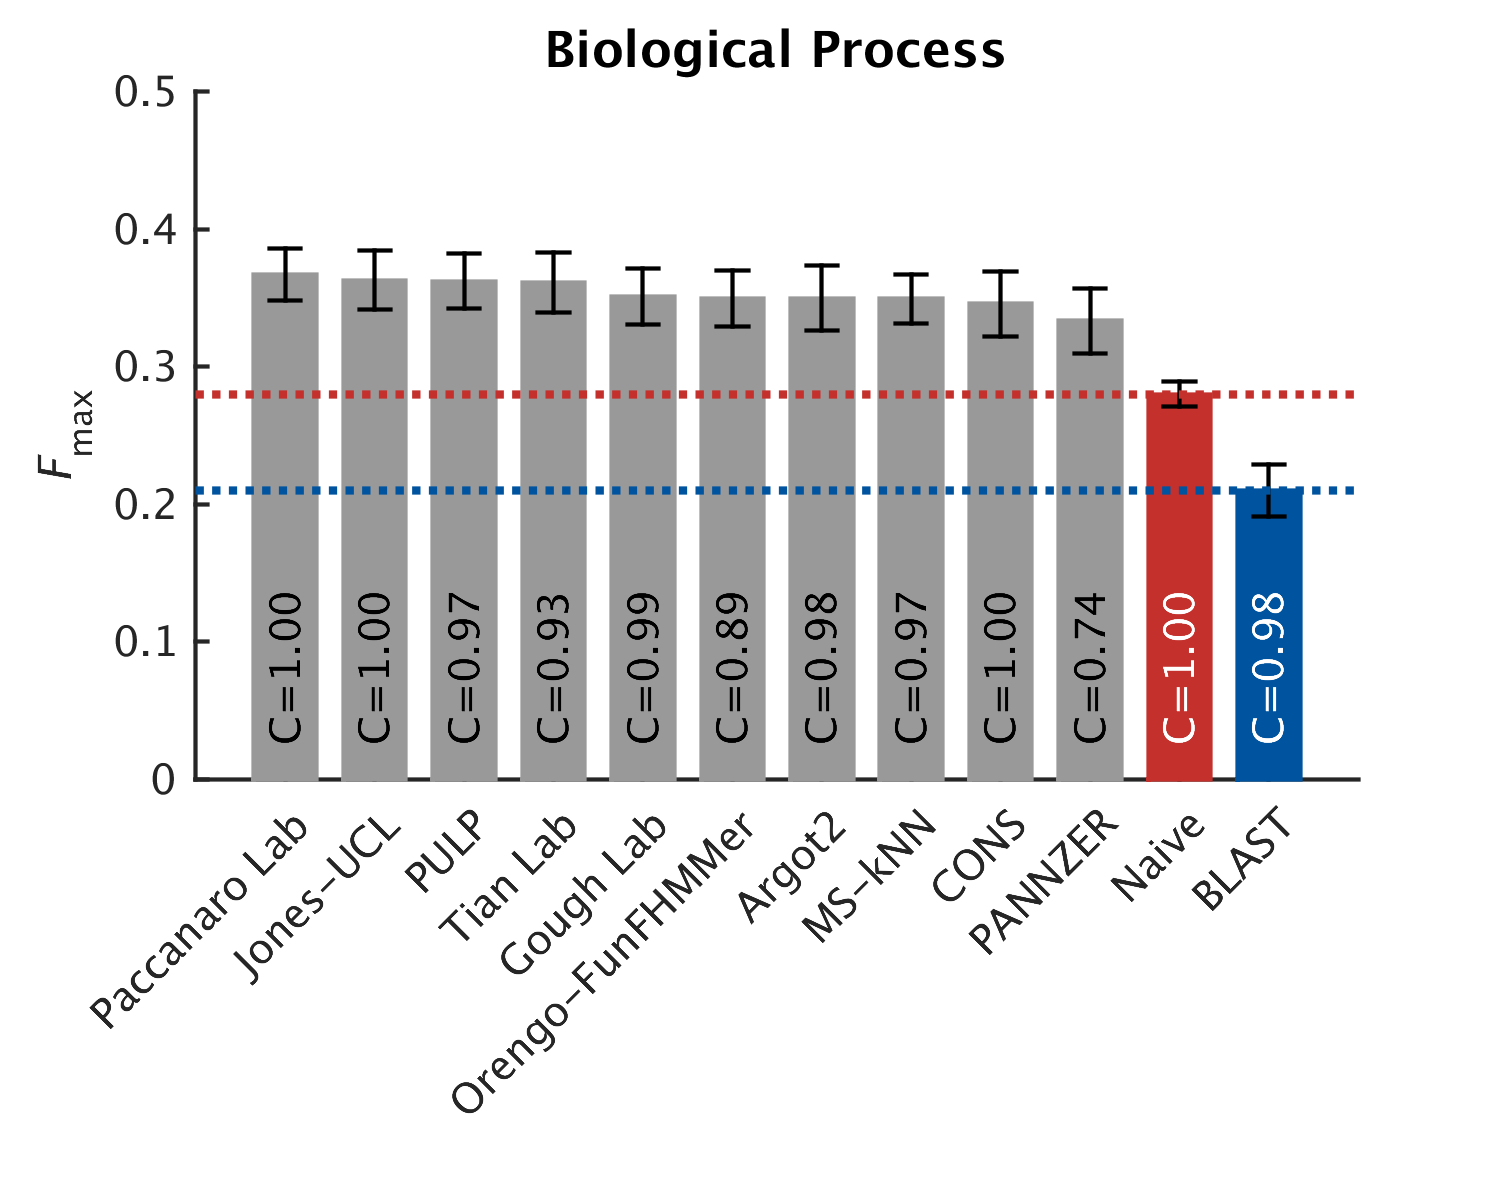 Biological Process
0.5
0.4
0.3
0.2
0.1
0
Fmax
C=1.00
C=1.00
C=0.97
C=0.93
C=0.99
C=0.89
C=0.98
C=0.97
C=1.00
C=0.74
C=1.00
C=0.98
Paccanaro Lab
Jones–UCL
PULP
Tian Lab
Gough Lab
Orengo–FunFHMMer
Argot2
MS–kNN
CONS
PANNZER
Naive
BLAST